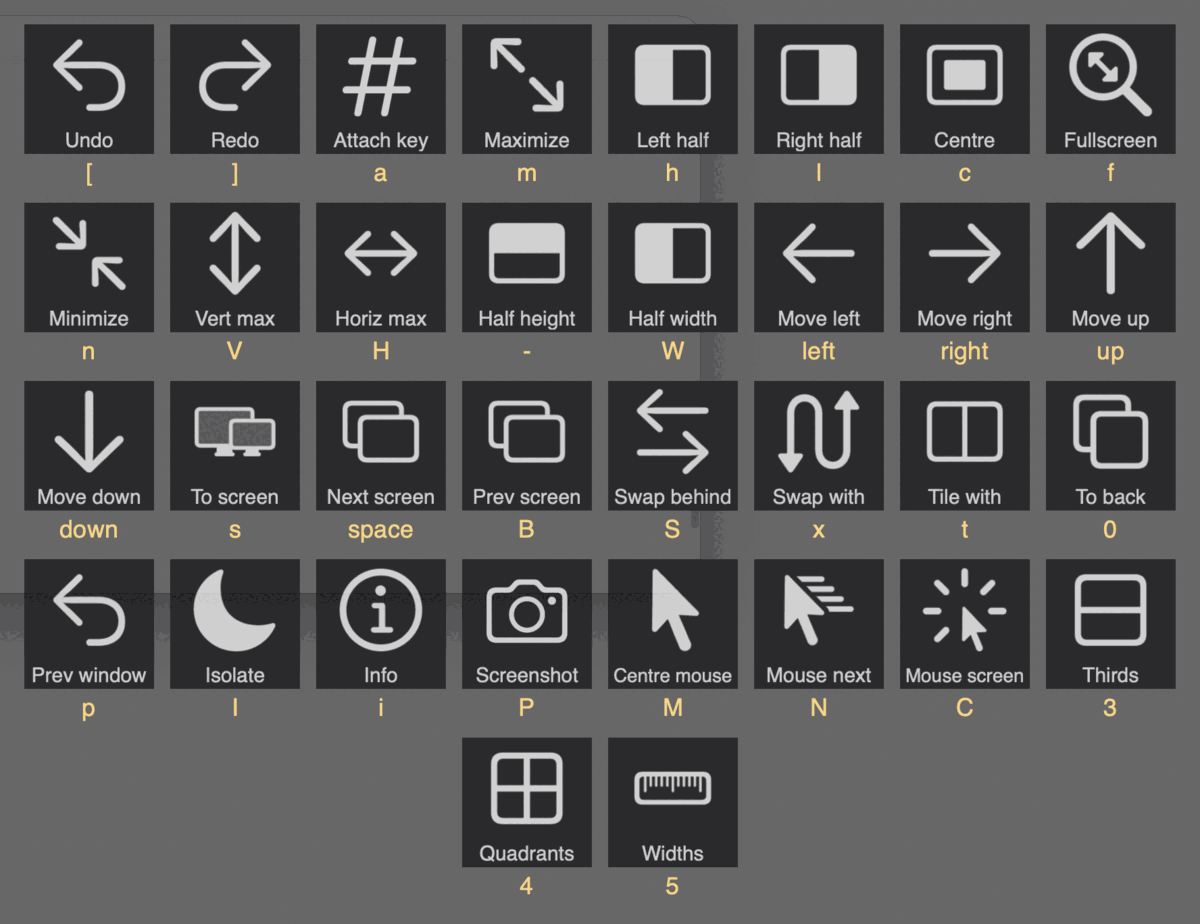 Undo Redo Attach key Maximize Left half Right half Centre Fullscreen
[ ] a m h l c f
Minimize Vert max Horiz max Half height Half width Move left Move right Move up
n V H - W left right up
Move down To screen Next screen Prev screen Swap behind Swap with Tile with To back
down s space B S x t 0
Prev window Isolate Info Screenshot Centre mouse Mouse next Mouse screen Thirds
p I i P M N C 3
Quadrants Widths
4 5